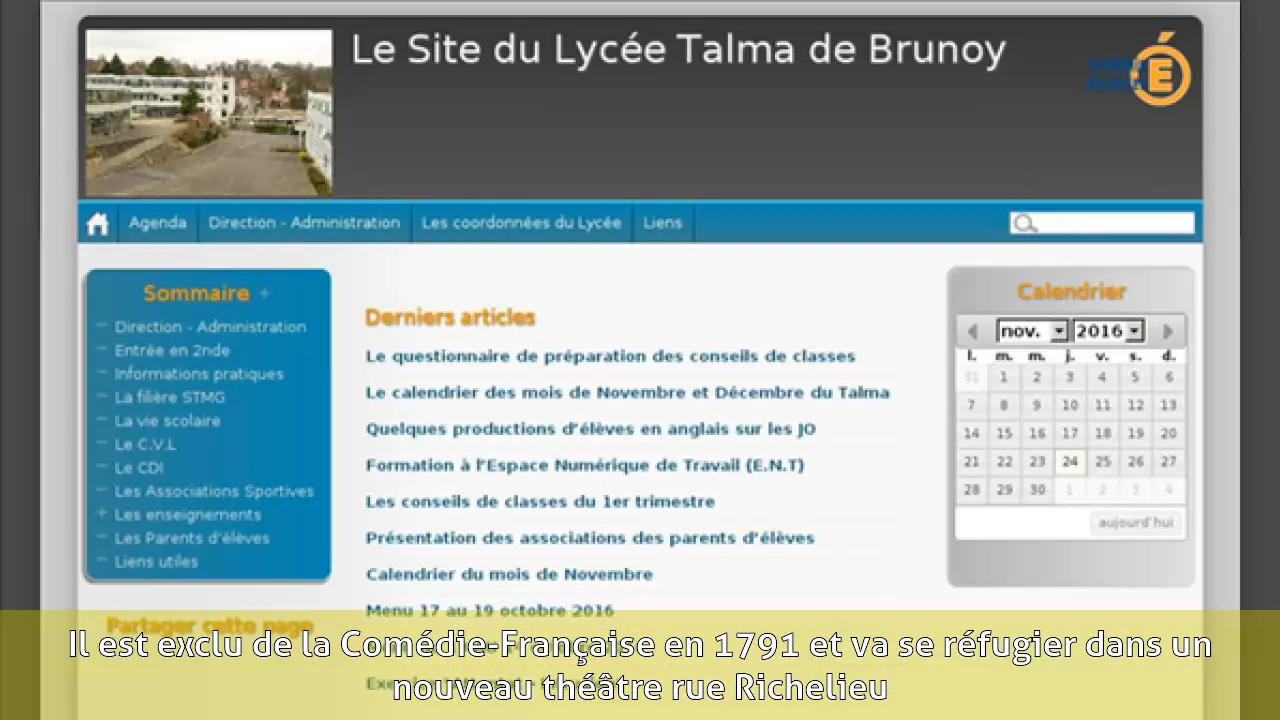 Le Site du Lycée Talma de Brunoy
E
Agenda Direction - Administration Les coordonnées du Lycée Liens
Sommaire +
Direction - Administration
Entrée en 2nde
Informations pratiques
La filière STMG
La vie scolaire
Le C.V.L
Le CDI
Les Associations Sportives
+ Les enseignements
Les Parents d'élèves
Liens utiles
Partager cette page
Derniers articles
Le questionnaire de préparation des conseils de classes
Le calendrier des mois de Novembre et Décembre du Talma
Quelques productions d'élèves en anglais sur les JO
Formation à l'Espace Numérique de Travail (E.N.T)
Les conseils de classes du 1er trimestre
Présentation des associations des parents d'élèves
Calendrier du mois de Novembre
Menu 17 au 19 octobre 2016
Calendrier
nov. 2016
l. m. m. j. v. s. d.
31 1 2 3 4 5 6
7 8 9 10 11 12 13
14 15 16 17 18 19 20
21 22 23 24 25 26 27
28 29 30 1 2 3 4
aujourd'hui
Il est exclu de la Comédie-Française en 1791 et va se réfugier dans un
nouveau théâtre rue Richelieu